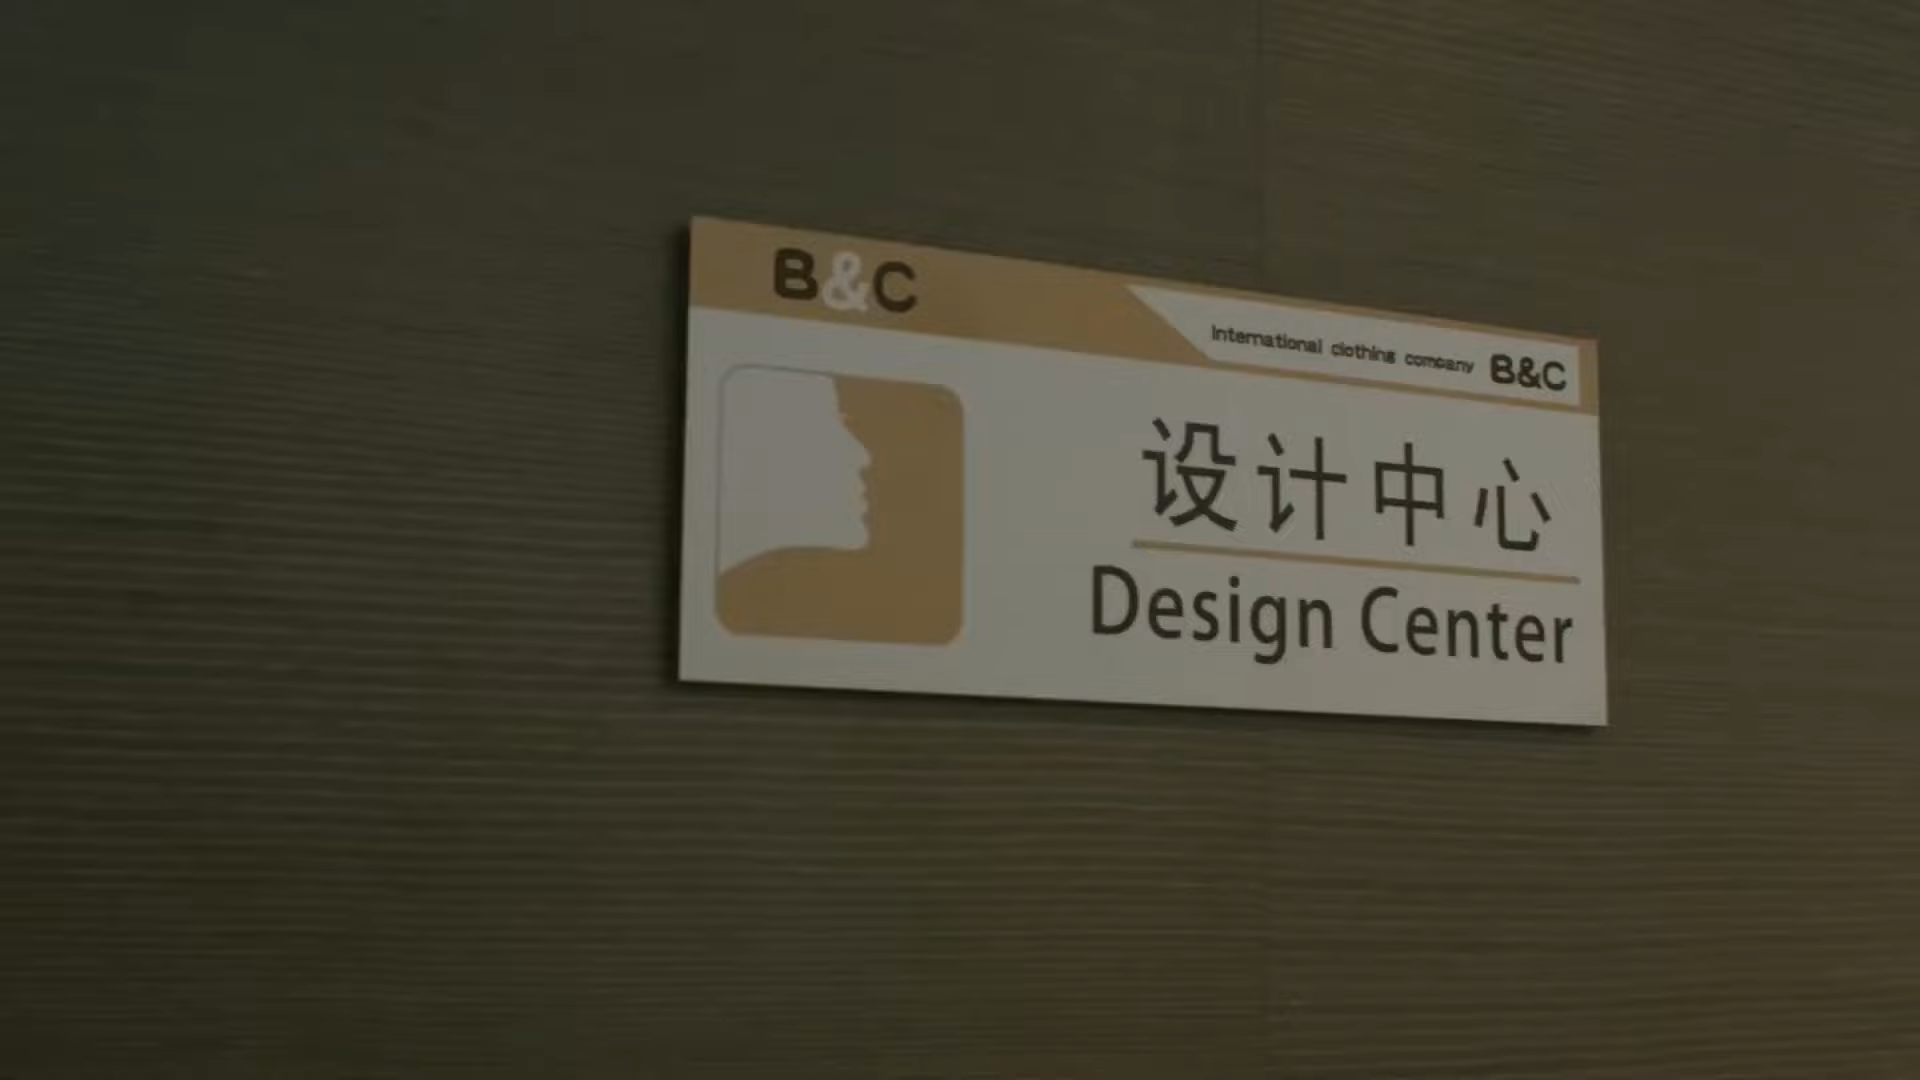 B&C
International clothing company B&C
设计中心
Design Center